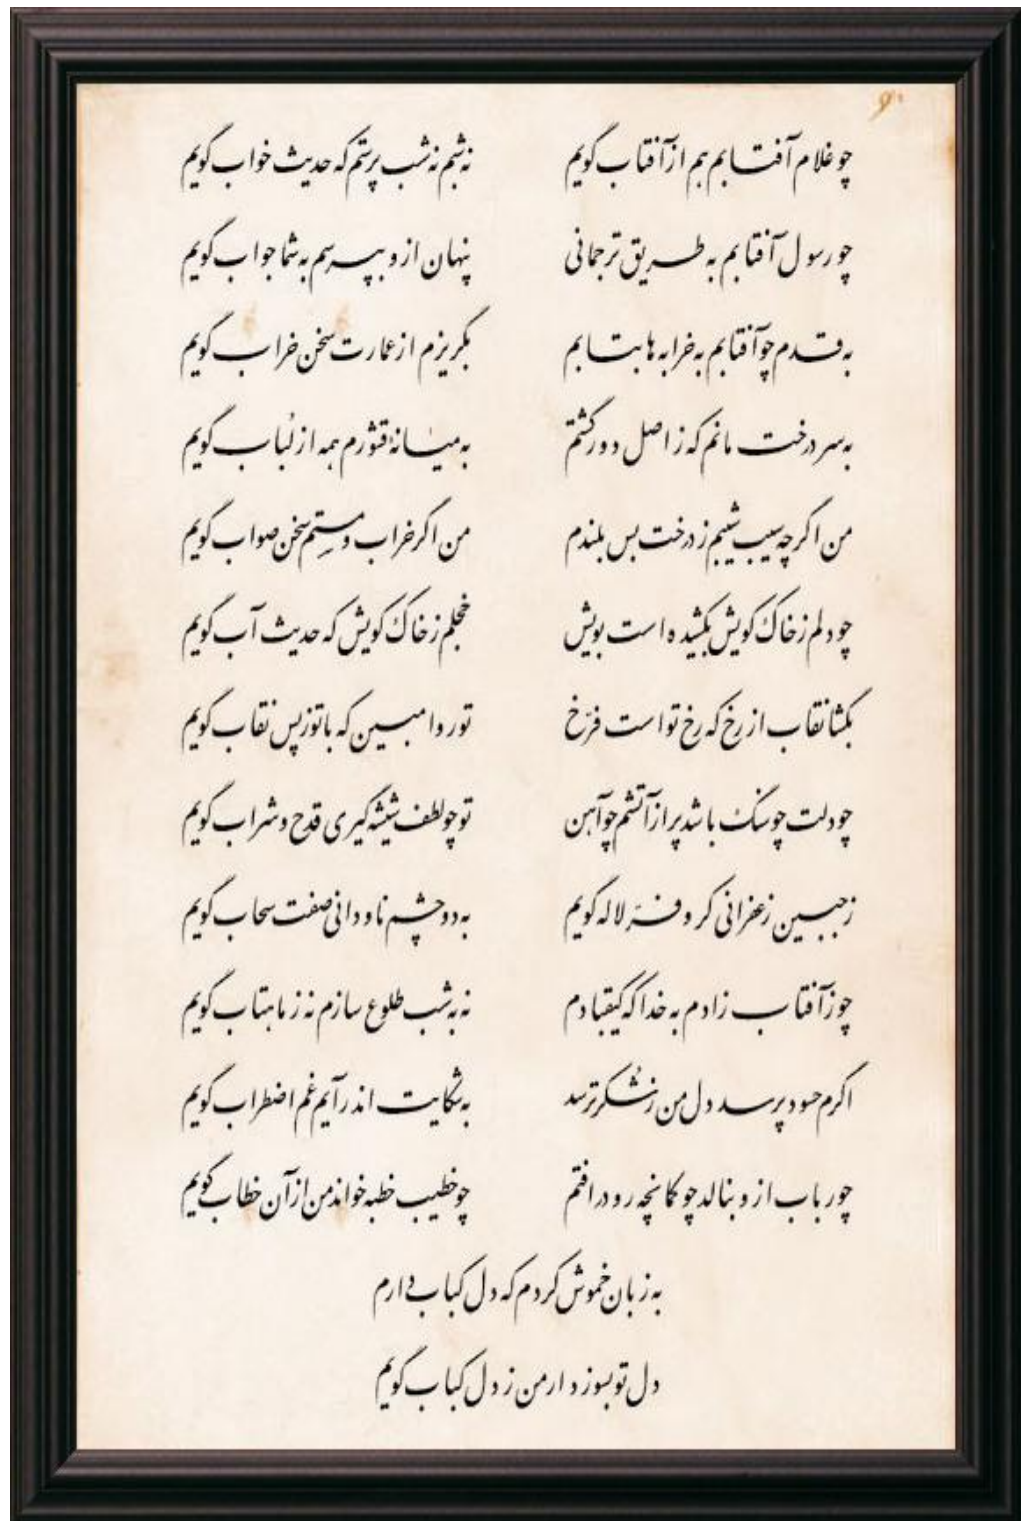 چو غلام آفتابم هم از آفتاب گویم نه شبم نه شب پرستم که حدیث خواب گویم
چو رسول آفتابم به طریق ترجمانی پنهان از و بپرسم به شما جواب گویم
به قدم چو آفتابم به خرابه ها بتابم بگریزم از عمارت سخن خراب گویم
به سر درخت مانم که ز اصل دور گشتم به میانهٔ قشورم همه از لُباب گویم
من اگر چه سیب شیبم ز درخت بس بلندم من اگر خراب و مستم سخن صواب گویم
چو دلم ز خاک کویش بکشیده است بویش خجلم ز خاک کویش که حدیث آب گویم
بگشا نقاب از رخ که رخ تو است فرّخ تو روا مبین که با تو ز پس نقاب گویم
چو دلت چو سنگ باشد پر از آتشم چو آهن تو چو لطف شیشه گیری قدح و شراب گویم
ز جبین زعفرانی کر و فرّ لاله گویم به دو چشم ناودانی صفت سحاب گویم
چو ز آفتاب زادم به خدا که کیقبادم نه به شب طلوع سازم نه ز ماهتاب گویم
اگرم حسود پرسد دل من ز شُکر ترسد به شکایت اندر آیم غم اضطراب گویم
چو رباب از و بنالد چو کمانچه رو در افتم چو خطیب خطبه خواند من از آن خطاب گویم
به زبان خموش کردم که دل کباب دارم
دل تو بسوزد ار من ز دل کباب گویم